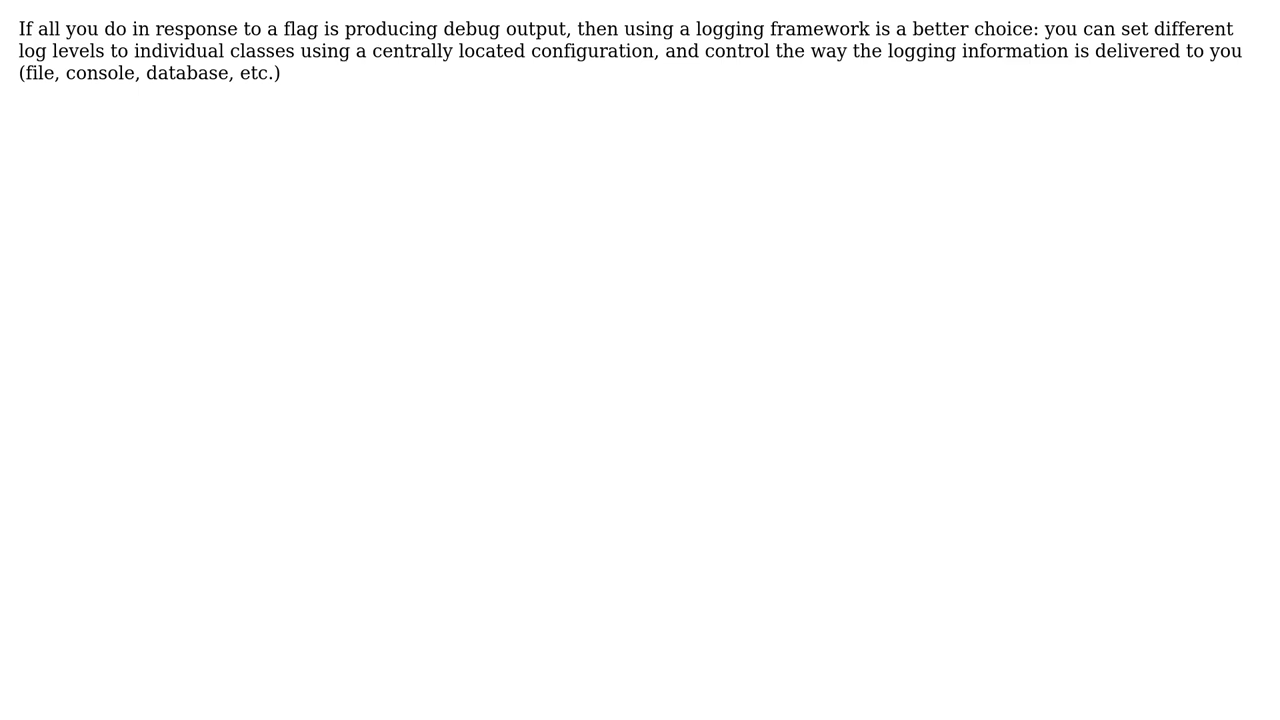 If all you do in response to a flag is producing debug output, then using a logging framework is a better choice: you can set different
log levels to individual classes using a centrally located configuration, and control the way the logging information is delivered to you
(file, console, database, etc.)